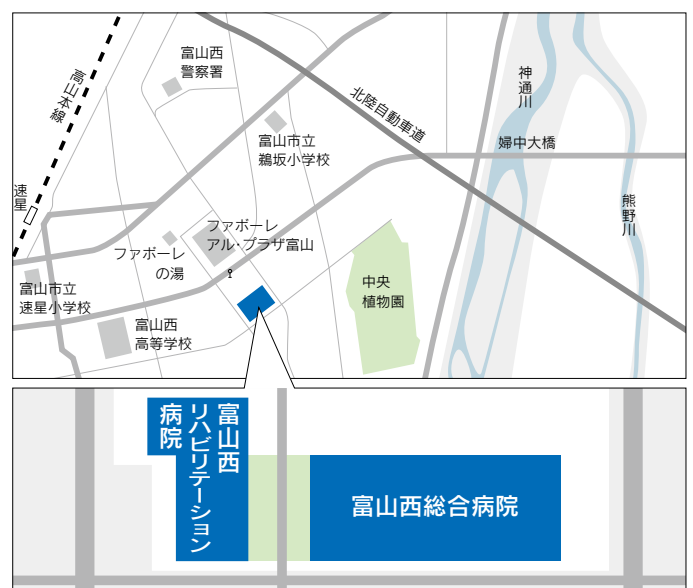 富山西
警察署
高山本線
北陸自動車道
神通川
富山市立
鵜坂小学校
婦中大橋
速星
熊野川
ファボーレ
アル・プラザ富山
ファボーレ
の湯
中央
植物園
富山市立
速星小学校
富山西
高等学校
富山西
リハビリテーション
病院
富山西総合病院